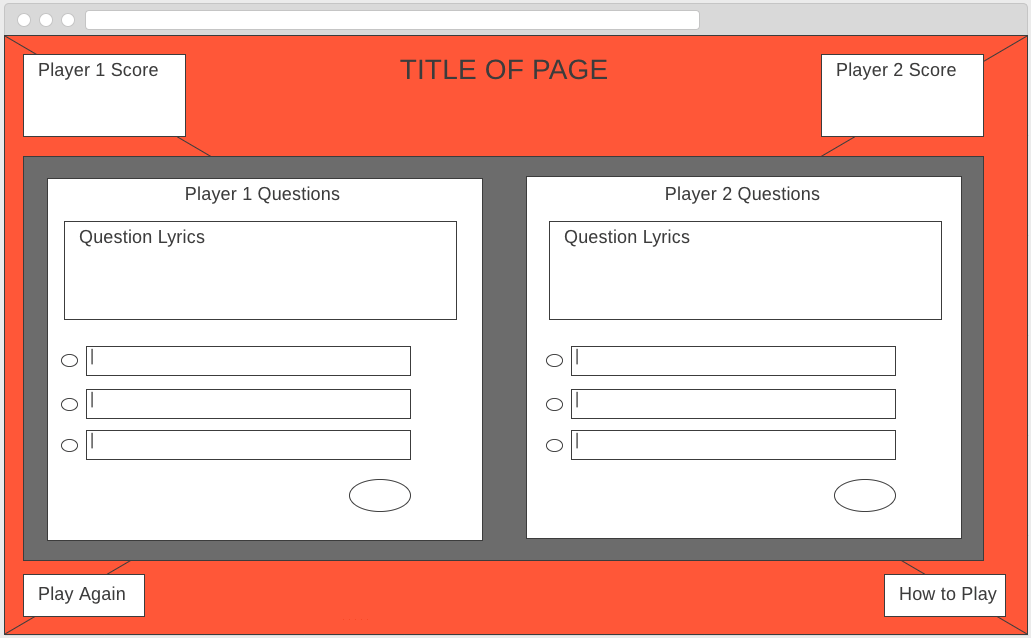 TITLE OF PAGE
Player 1 Score
Player 2 Score
Player 1 Questions
Question Lyrics
Player 2 Questions
Question Lyrics
Play Again
How to Play